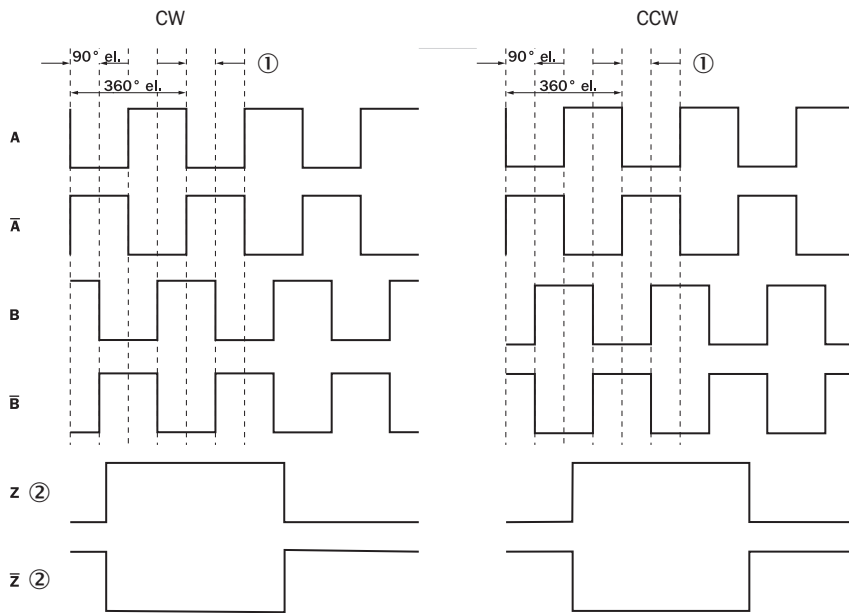 CW CCW
90° el. ① 90° el. ①
360° el. 360° el.
A
A̅
B
B̅
Z ②
Z̅ ②